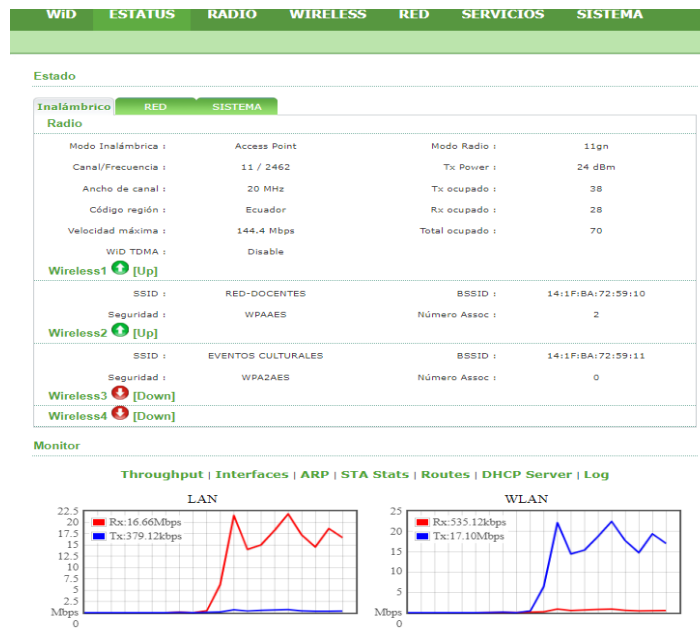 WiD ESTATUS RADIO WIRELESS RED SERVICIOS SISTEMA
Estado
Inalámbrico RED SISTEMA
Radio
Modo Inalámbrica : Access Point Modo Radio : 11gn
Canal/Frecuencia : 11 / 2462 Tx Power : 24 dBm
Ancho de canal : 20 MHz Tx ocupado : 38
Código región : Ecuador Rx ocupado : 28
Velocidad máxima : 144.4 Mbps Total ocupado : 70
WiD TDMA : Disable
Wireless1 [Up]
SSID : RED-DOCENTES BSSID : 14:1F:BA:72:59:10
Seguridad : WPAAES Número Assoc : 2
Wireless2 [Up]
SSID : EVENTOS CULTURALES BSSID : 14:1F:BA:72:59:11
Seguridad : WPA2AES Número Assoc : 0
Wireless3 [Down]
Wireless4 [Down]
Monitor
Throughput | Interfaces | ARP | STA Stats | Routes | DHCP Server | Log
LAN
22.5
20
17.5
15
12.5
10
7.5
5
2.5
Mbps
0
Rx:16.66Mbps
Tx:379.12kbps
WLAN
25
20
15
10
5
Mbps
0
Rx:535.12kbps
Tx:17.10Mbps